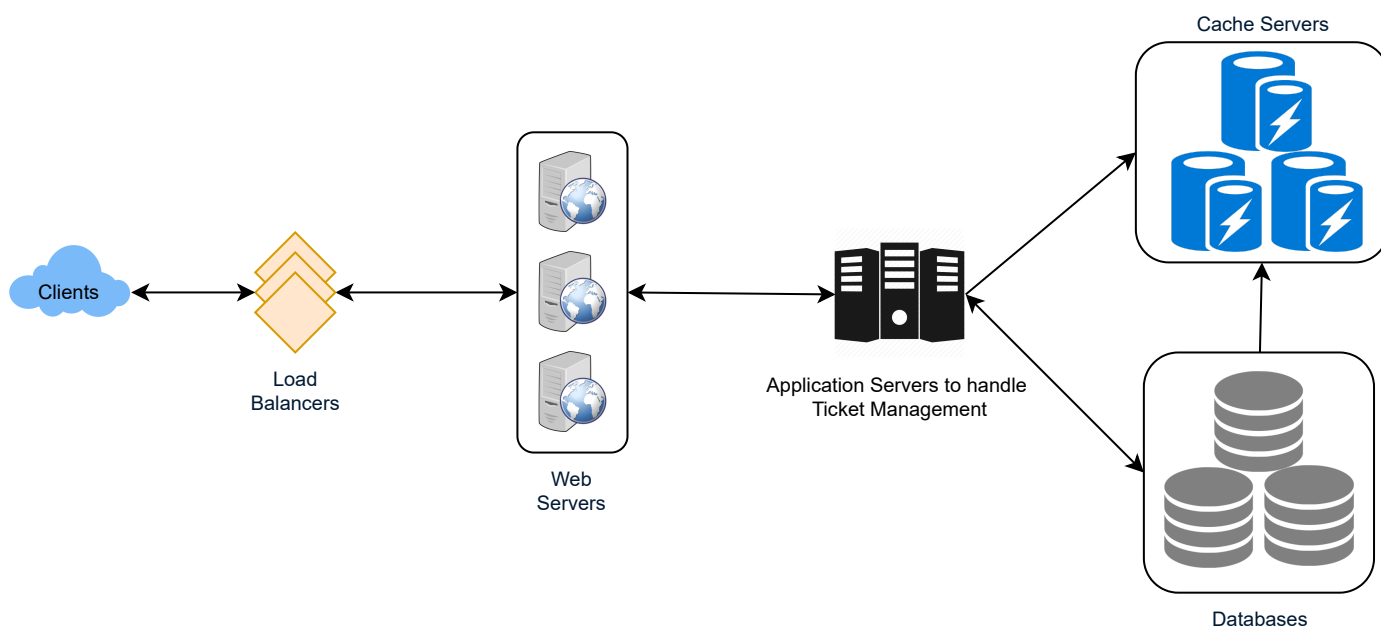 Cache Servers
Clients
Load
Balancers
Web
Servers
Application Servers to handle
Ticket Management
Databases